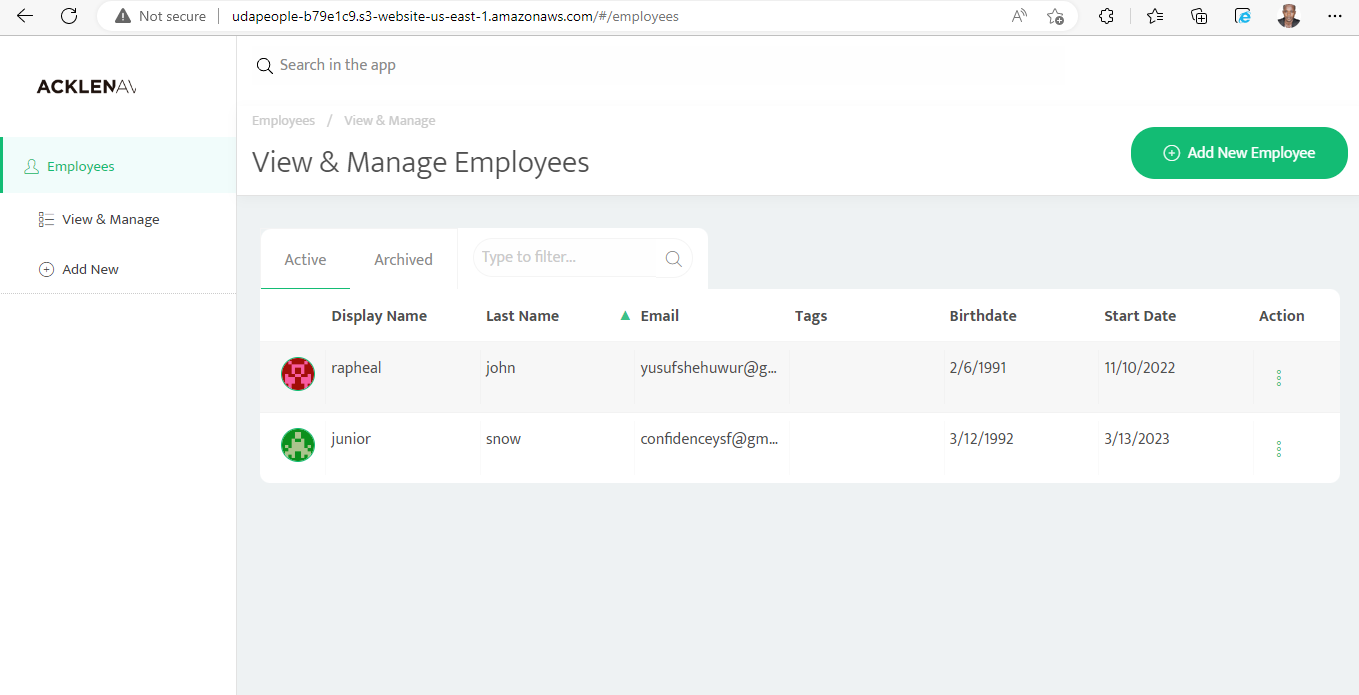 Not secure | udapeople-b79e1c9.s3-website-us-east-1.amazonaws.com/#/employees
ACKLENAV
Search in the app
Employees / View & Manage
View & Manage Employees
Add New Employee
Employees
View & Manage
Add New
Active Archived Type to filter...
Display Name Last Name ▲ Email Tags Birthdate Start Date Action
rapheal john yusufshehuwur@g... 2/6/1991 11/10/2022
junior snow confidenceysf@gm... 3/12/1992 3/13/2023